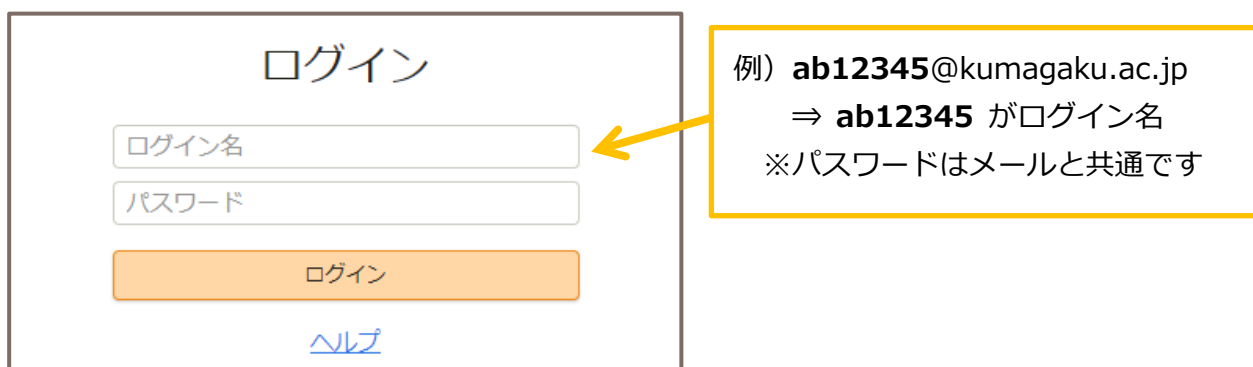 ログイン
ログイン名
パスワード
ログイン
ヘルプ
例）ab12345@kumagaku.ac.jp
⇒ ab12345 がログイン名
※パスワードはメールと共通です